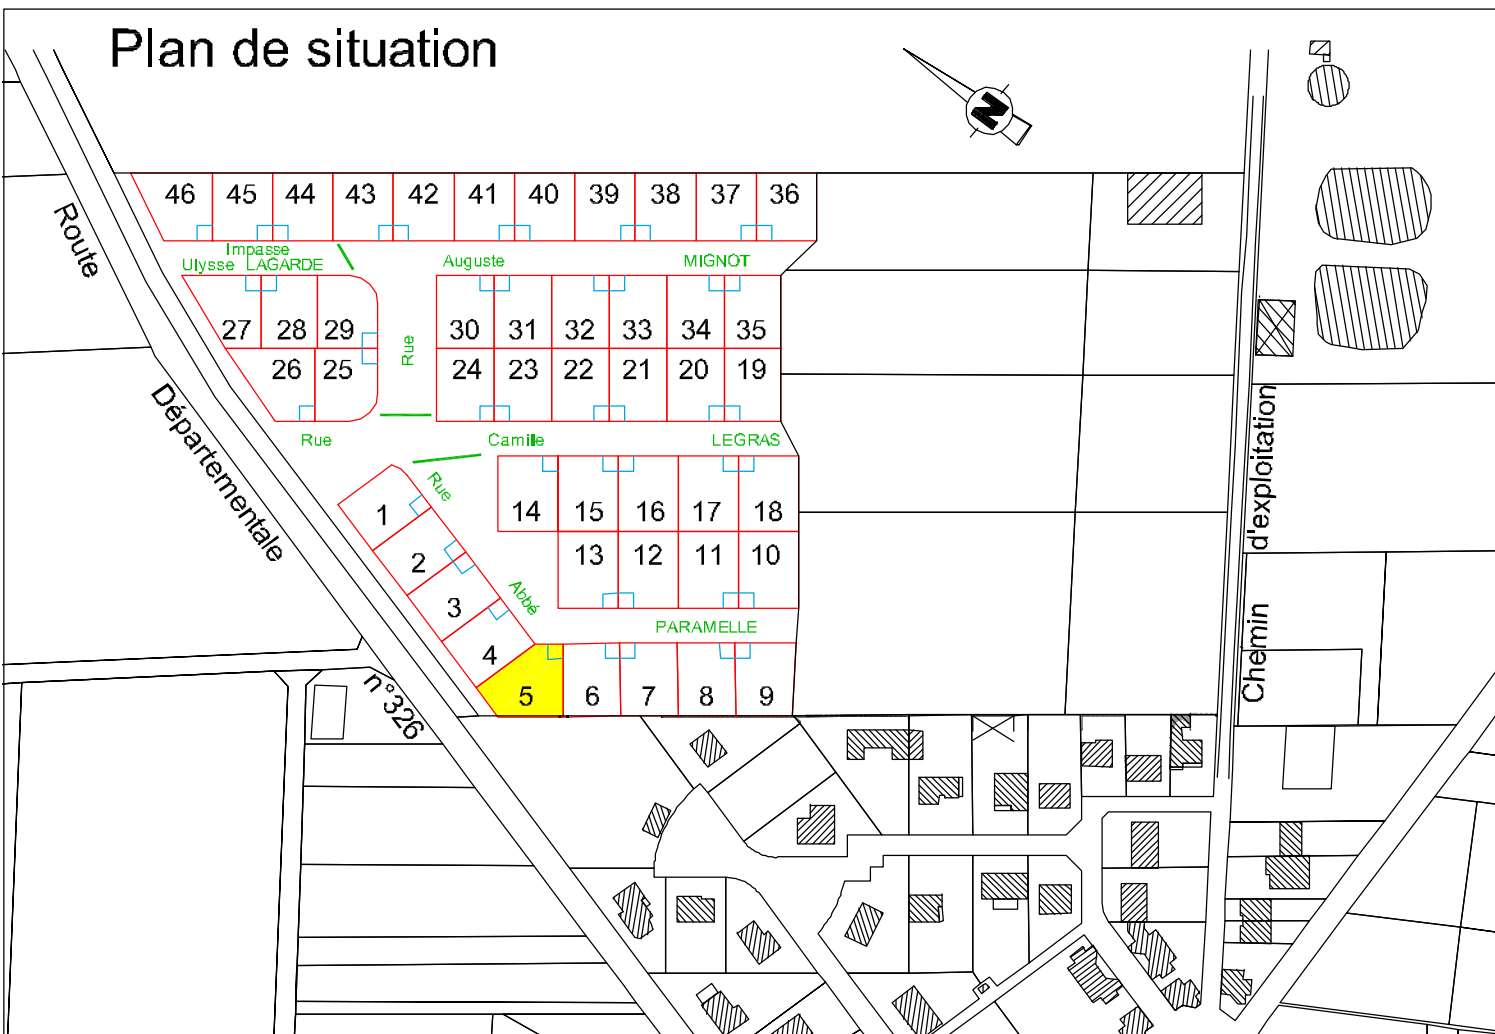 Plan de situation
N
46 45 44 43 42 41 40 39 38 37 36
Impasse
Ulysse LAGARDE
Auguste MIGNOT
Route
27 28 29 30 31 32 33 34 35
Rue
26 25 24 23 22 21 20 19
Rue Camille LEGRAS
Départementale
d'exploitation
Rue
1 14 15 16 17 18
2 13 12 11 10
3
Abbé
PARAMELLE
4
Chemin
5 6 7 8 9
n°326